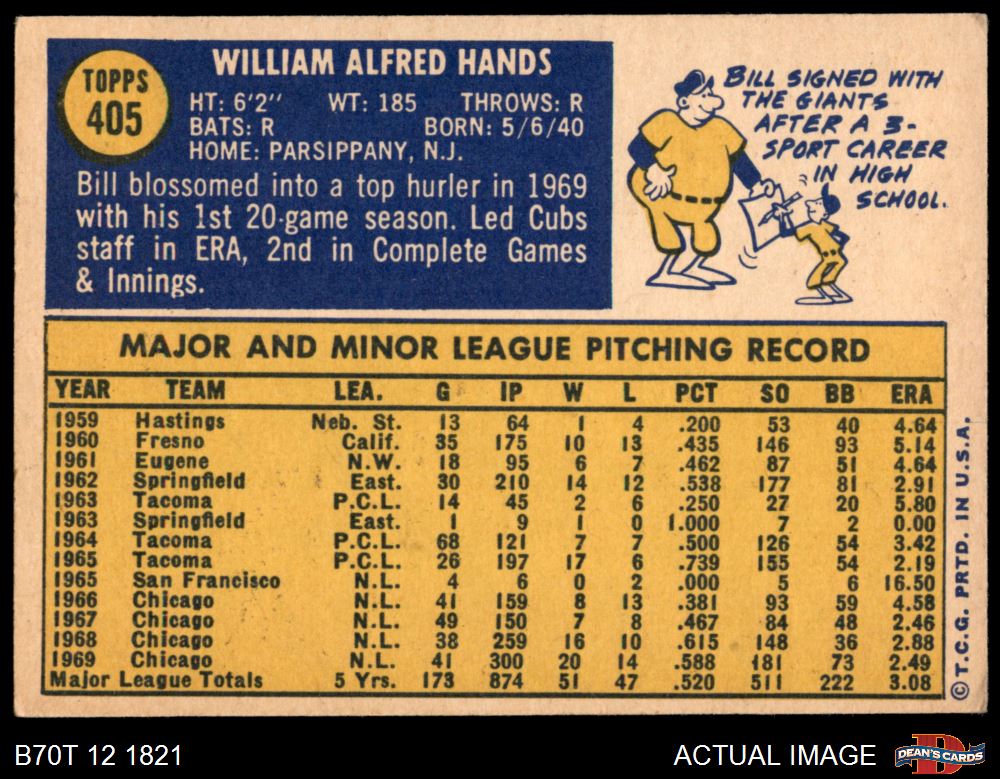 TOPPS
405
WILLIAM ALFRED HANDS
HT: 6'2" WT: 185 THROWS: R
BATS: R BORN: 5/6/40
HOME: PARSIPPANY, N.J.
Bill blossomed into a top hurler in 1969
with his 1st 20-game season. Led Cubs
staff in ERA, 2nd in Complete Games
& Innings.
BILL SIGNED WITH
THE GIANTS
AFTER A 3-
SPORT CAREER
IN HIGH
SCHOOL.
MAJOR AND MINOR LEAGUE PITCHING RECORD
YEAR TEAM LEA. G IP W L PCT SO BB ERA
1959 Hastings Neb. St. 13 64 1 4 .200 53 40 4.64
1960 Fresno Calif. 35 175 10 13 .435 146 93 5.14
1961 Eugene N.W. 18 95 6 7 .462 87 51 4.64
1962 Springfield East. 30 210 14 12 .538 177 81 2.91
1963 Tacoma P.C.L. 14 45 2 6 .250 27 20 5.80
1963 Springfield East. 1 9 1 0 1.000 7 2 0.00
1964 Tacoma P.C.L. 68 121 7 7 .500 126 54 3.42
1965 Tacoma P.C.L. 26 197 17 6 .739 155 54 2.19
1965 San Francisco N.L. 4 6 0 2 .000 5 6 16.50
1966 Chicago N.L. 41 159 8 13 .381 93 59 4.58
1967 Chicago N.L. 49 150 7 8 .467 84 48 2.46
1968 Chicago N.L. 38 259 16 10 .615 148 36 2.88
1969 Chicago N.L. 41 300 20 14 .588 181 73 2.49
Major League Totals 5 Yrs. 173 874 51 47 .520 511 222 3.08
© T.C.G. PRTD. IN U.S.A.
B70T 12 1821
ACTUAL IMAGE
DEAN'S CARDS